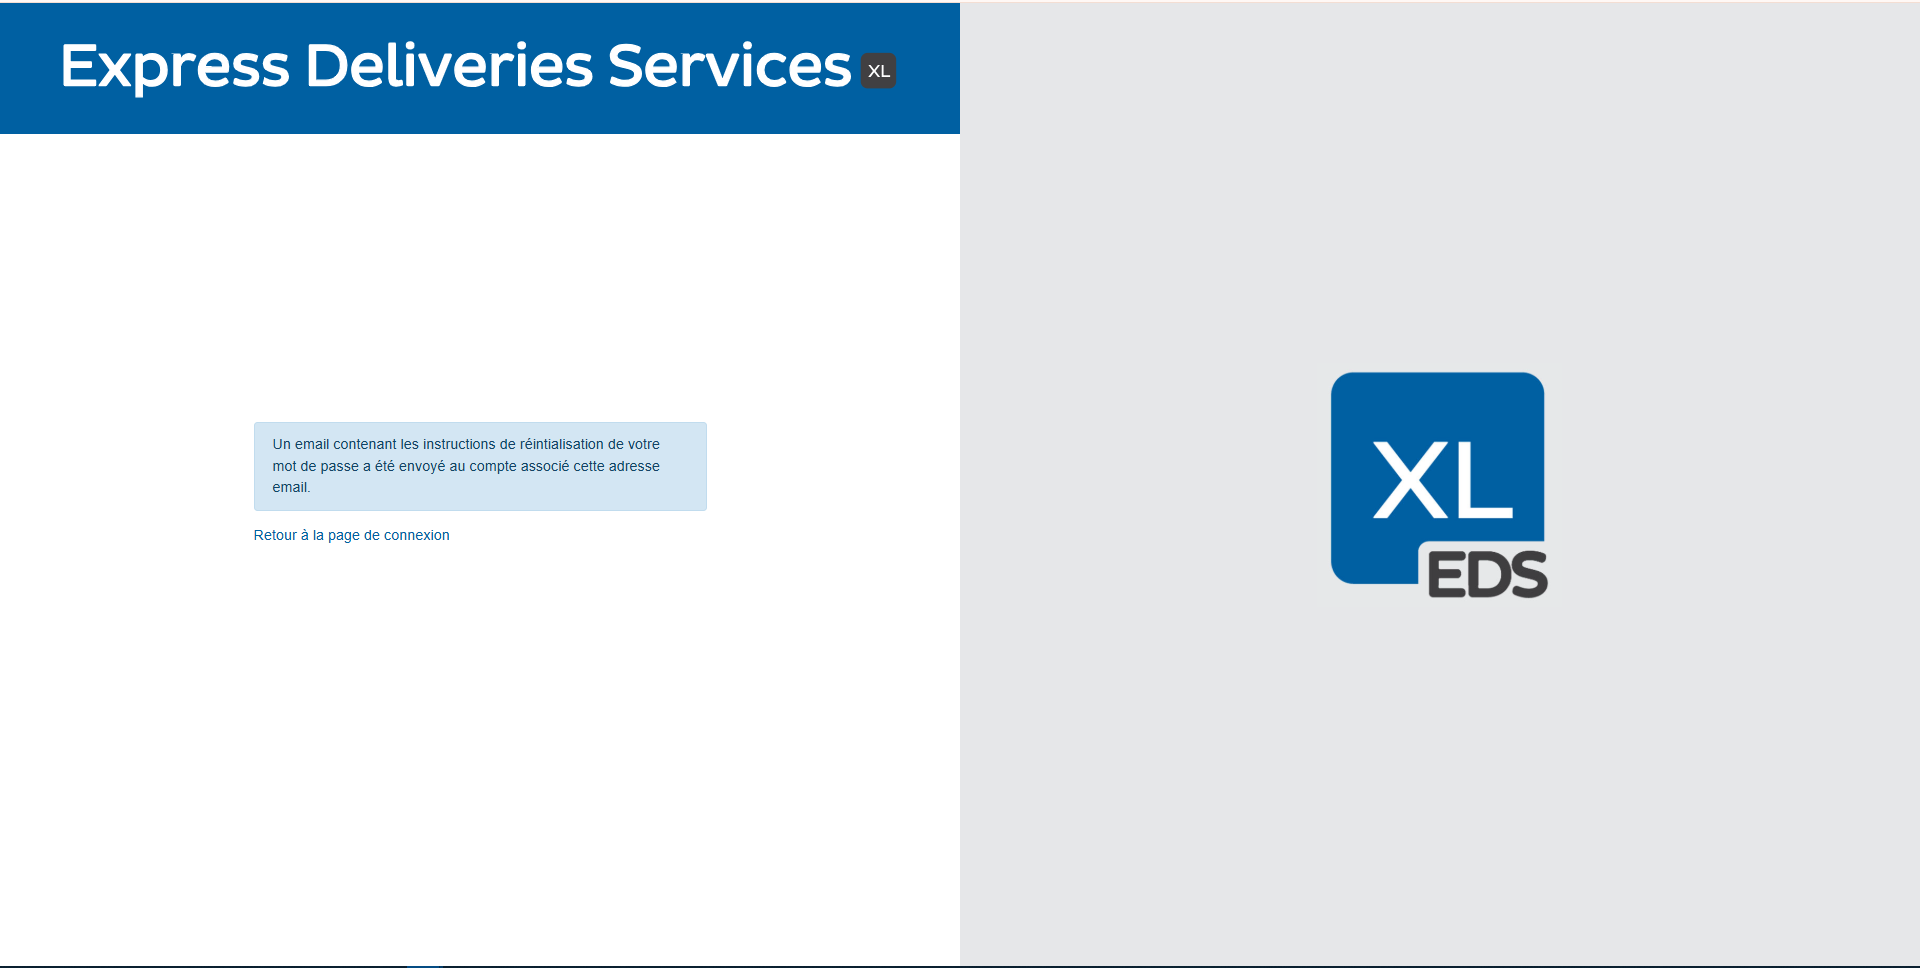 Express Deliveries Services XL
Un email contenant les instructions de réintialisation de votre
mot de passe a été envoyé au compte associé cette adresse
email.
Retour à la page de connexion
XL
EDS